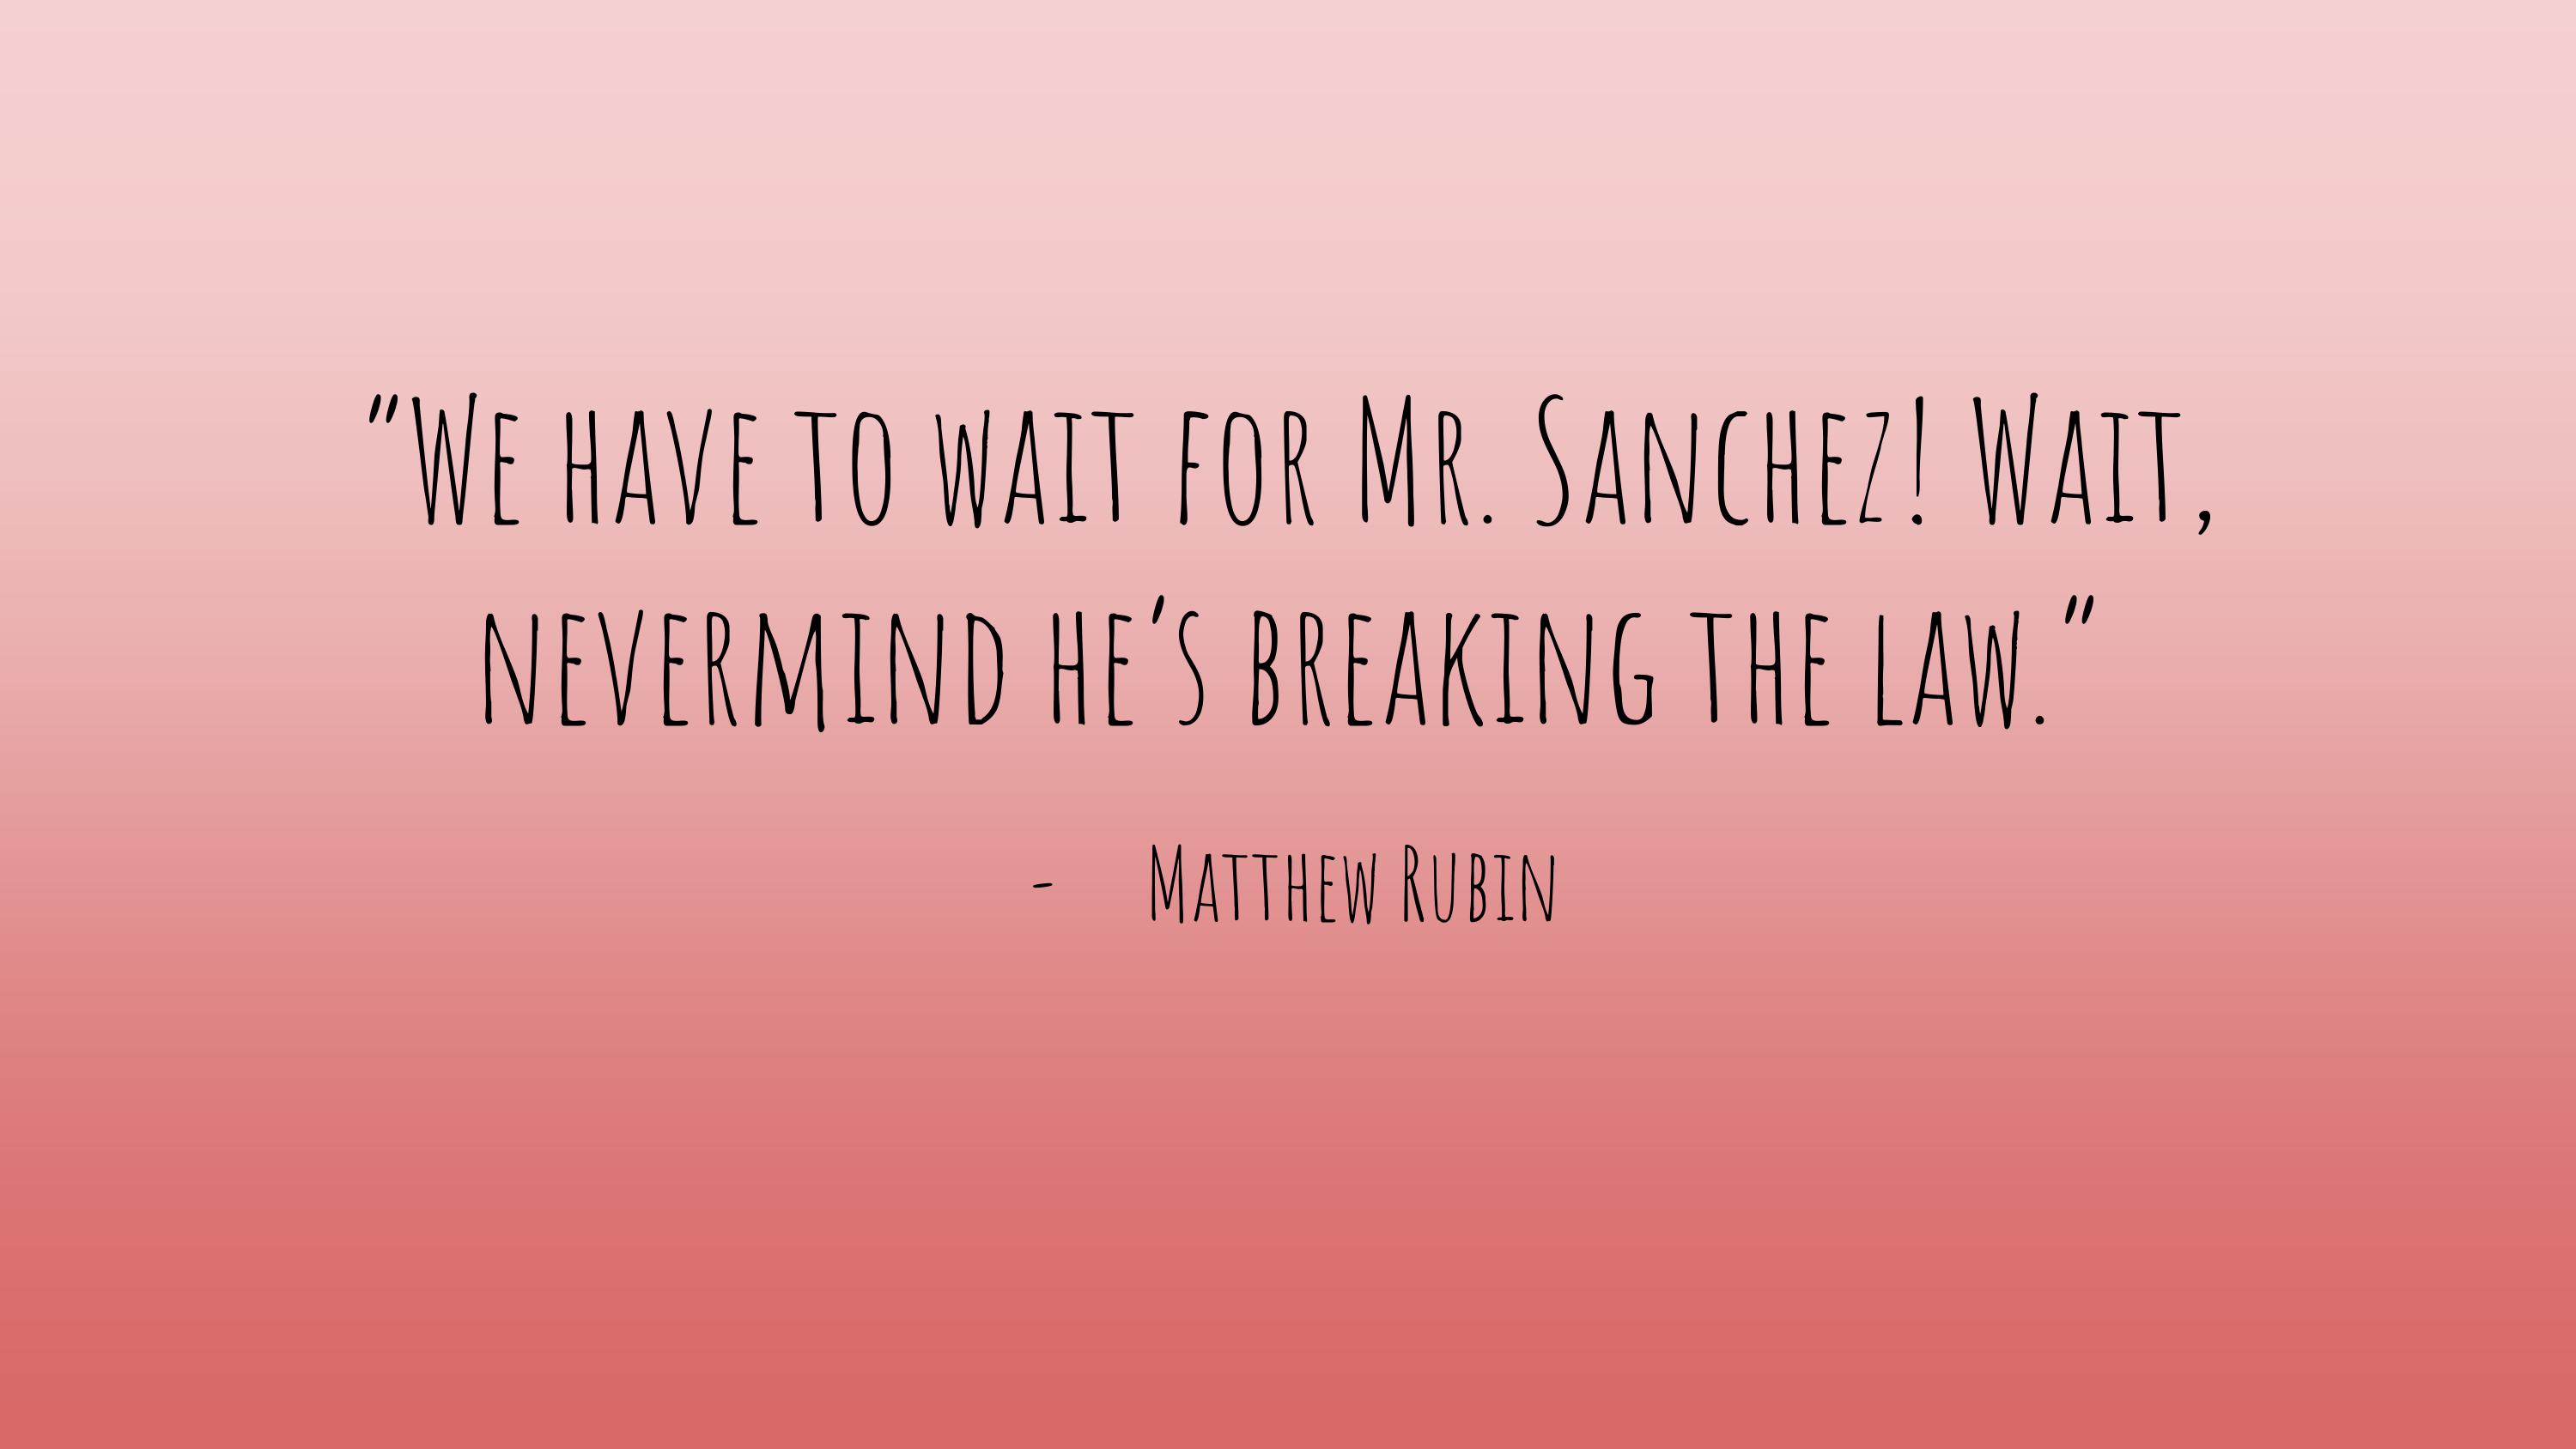 “We have to wait for Mr. Sanchez! Wait,
nevermind he’s breaking the law.”
- Matthew Rubin